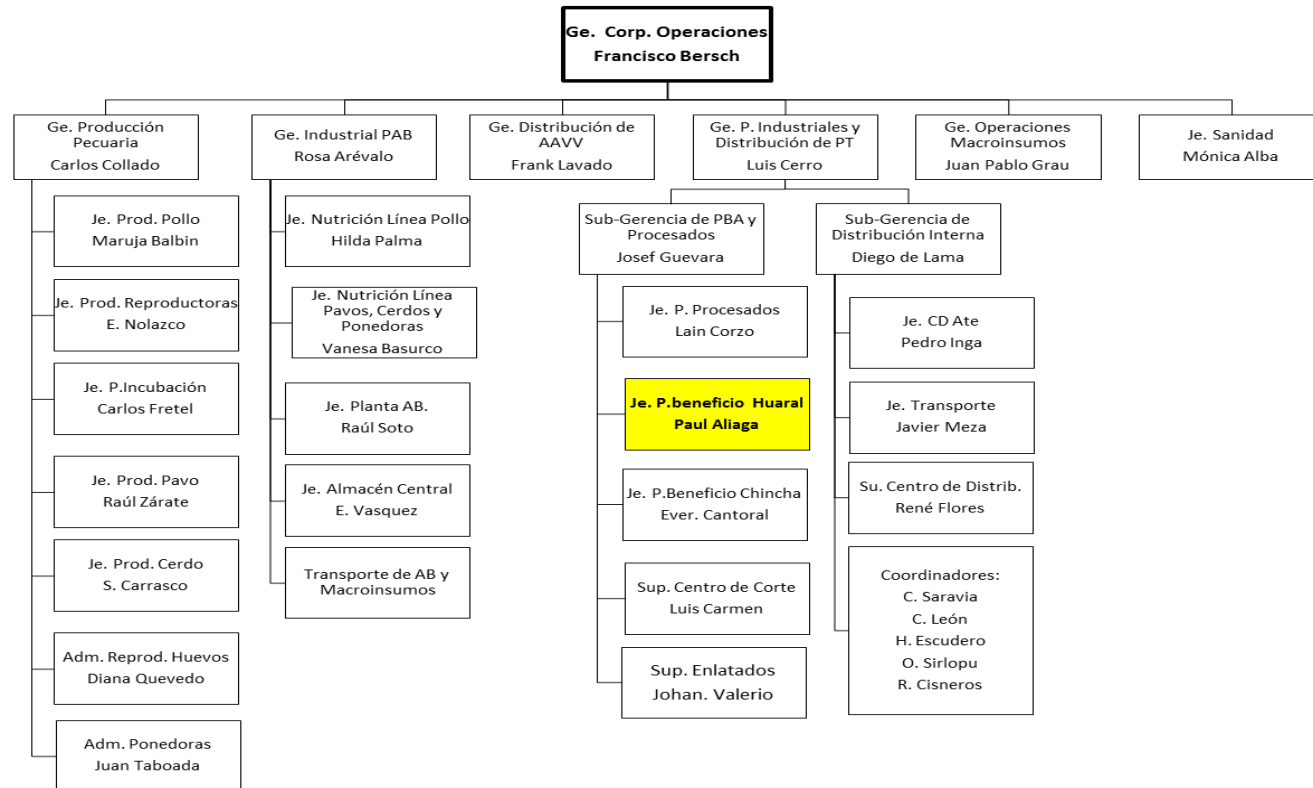 Ge. Corp. Operaciones
Francisco Bersch
Ge. Producción
Pecuaria
Carlos Collado
Ge. Industrial PAB
Rosa Arévalo
Ge. Distribución de
AAVV
Frank Lavado
Ge. P. Industriales y
Distribución de PT
Luis Cerro
Ge. Operaciones
Macroinsumos
Juan Pablo Grau
Je. Sanidad
Mónica Alba
Je. Prod. Pollo
Maruja Balbin
Je. Prod. Reproductoras
E. Nolazco
Je. P.Incubación
Carlos Fretel
Je. Prod. Pavo
Raúl Zárate
Je. Prod. Cerdo
S. Carrasco
Adm. Reprod. Huevos
Diana Quevedo
Adm. Ponedoras
Juan Taboada
Je. Nutrición Línea Pollo
Hilda Palma
Je. Nutrición Línea
Pavos, Cerdos y
Ponedoras
Vanesa Basurco
Je. Planta AB.
Raúl Soto
Je. Almacén Central
E. Vasquez
Transporte de AB y
Macroinsumos
Sub-Gerencia de PBA y
Procesados
Josef Guevara
Je. P. Procesados
Lain Corzo
Je. P.beneficio Huaral
Paul Aliaga
Je. P.Beneficio Chincha
Ever. Cantoral
Sup. Centro de Corte
Luis Carmen
Sup. Enlatados
Johan. Valerio
Sub-Gerencia de
Distribución Interna
Diego de Lama
Je. CD Ate
Pedro Inga
Je. Transporte
Javier Meza
Su. Centro de Distrib.
René Flores
Coordinadores:
C. Saravia
C. León
H. Escudero
O. Sirlopu
R. Cisneros